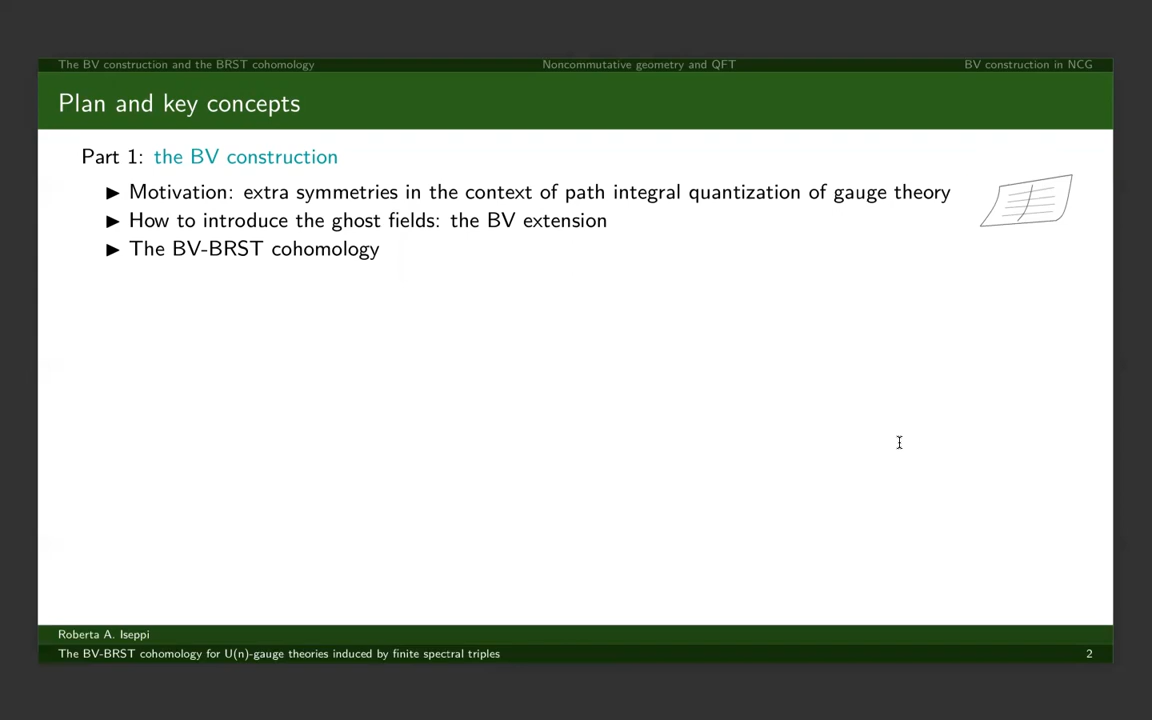 The BV construction and the BRST cohomology Noncommutative geometry and QFT BV construction in NCG
Plan and key concepts
Part 1: the BV construction
▶ Motivation: extra symmetries in the context of path integral quantization of gauge theory
▶ How to introduce the ghost fields: the BV extension
▶ The BV-BRST cohomology
Roberta A. Iseppi
The BV-BRST cohomology for U(n)-gauge theories induced by finite spectral triples 2